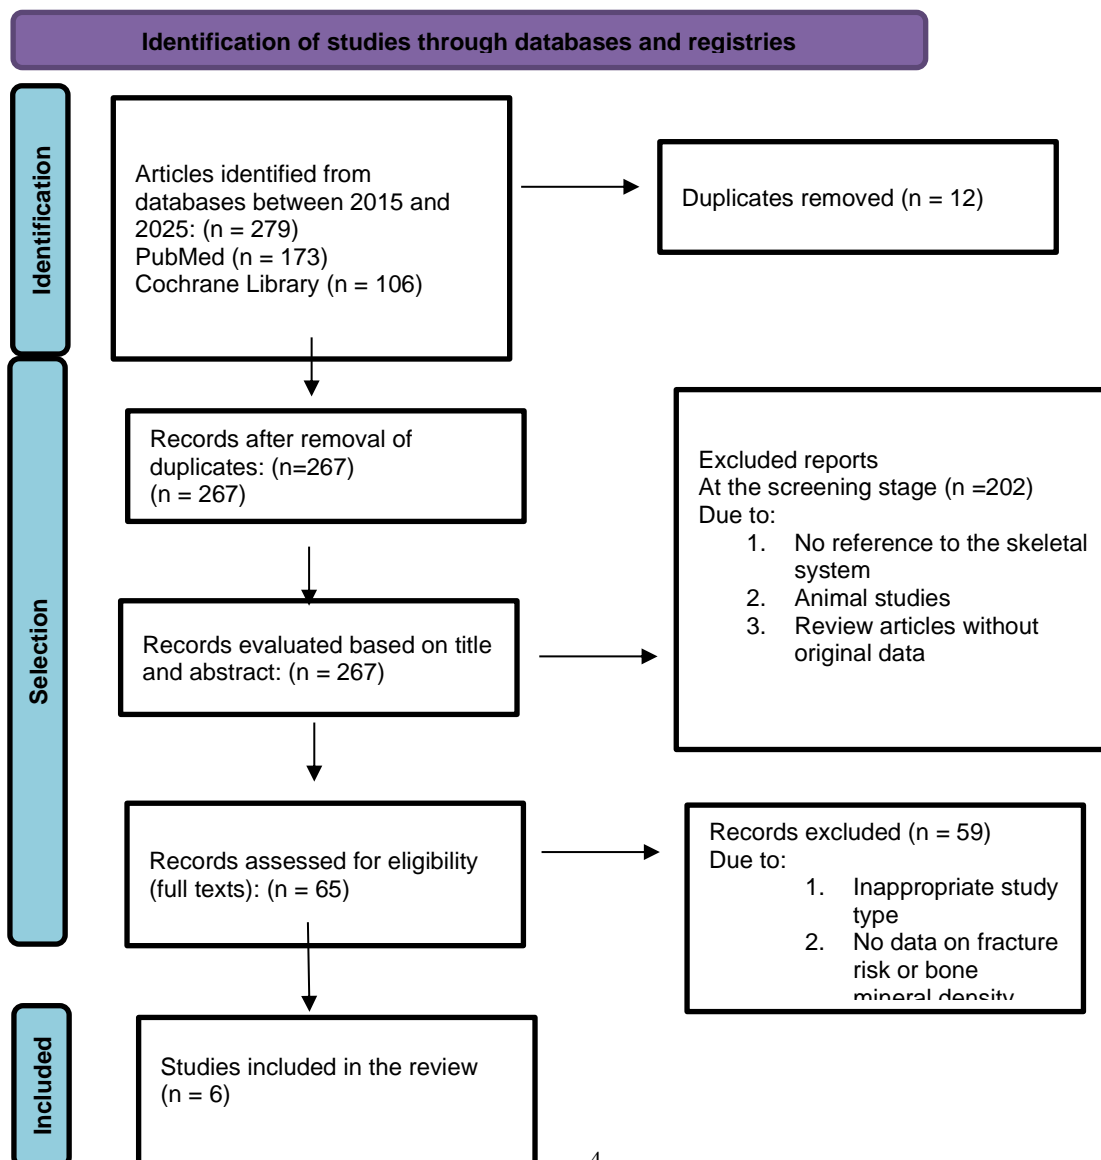 Identification of studies through databases and registries
Identification
Articles identified from
databases between 2015 and
2025: (n = 279)
PubMed (n = 173)
Cochrane Library (n = 106)
Duplicates removed (n = 12)
Selection
Records after removal of
duplicates: (n=267)
(n = 267)
Records evaluated based on title
and abstract: (n = 267)
Excluded reports
At the screening stage (n =202)
Due to:
1. No reference to the skeletal
system
2. Animal studies
3. Review articles without
original data
Records assessed for eligibility
(full texts): (n = 65)
Records excluded (n = 59)
Due to:
1. Inappropriate study
type
2. No data on fracture
risk or bone
mineral density
Included
Studies included in the review
(n = 6)
4